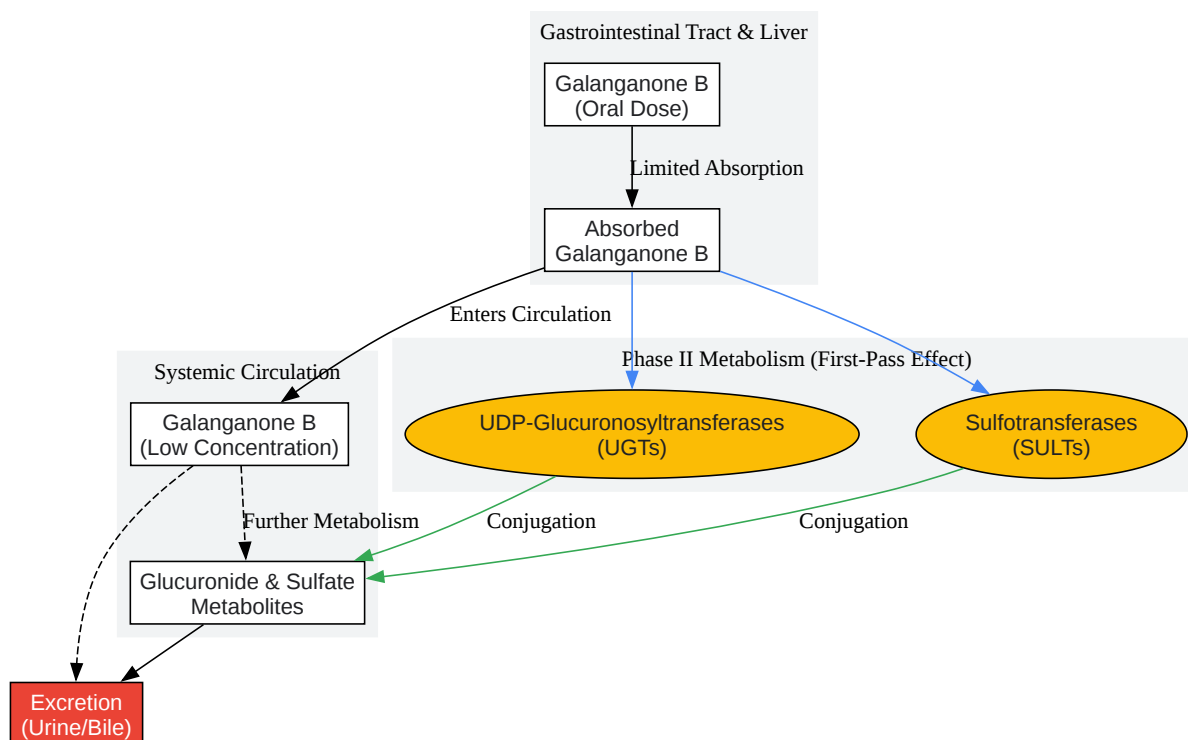 Gastrointestinal Tract & Liver
Galanganone B
(Oral Dose)
Limited Absorption
Absorbed
Galanganone B
Enters Circulation
Phase II Metabolism (First-Pass Effect)
Systemic Circulation
Galanganone B
(Low Concentration)
UDP-Glucuronosyltransferases
(UGTs)
Sulfotransferases
(SULTs)
Further Metabolism
Conjugation
Conjugation
Glucuronide & Sulfate
Metabolites
Excretion
(Urine/Bile)